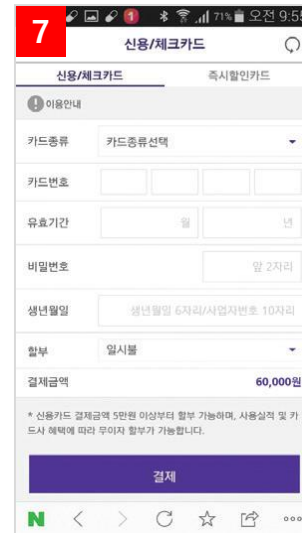 7
1
71%
오전 9:55
신용/체크카드
신용/체크카드
즉시할인카드
이용안내
카드종류
카드종류선택
카드번호
유효기간
월
년
비밀번호
앞 2자리
생년월일
생년월일 6자리/사업자번호 10자리
할부
일시불
결제금액
60,000원
* 신용카드 결제금액 5만원 이상부터 할부 가능하며, 사용실적 및 카
드사 혜택에 따라 무이자 할부가 가능합니다.
결제
N